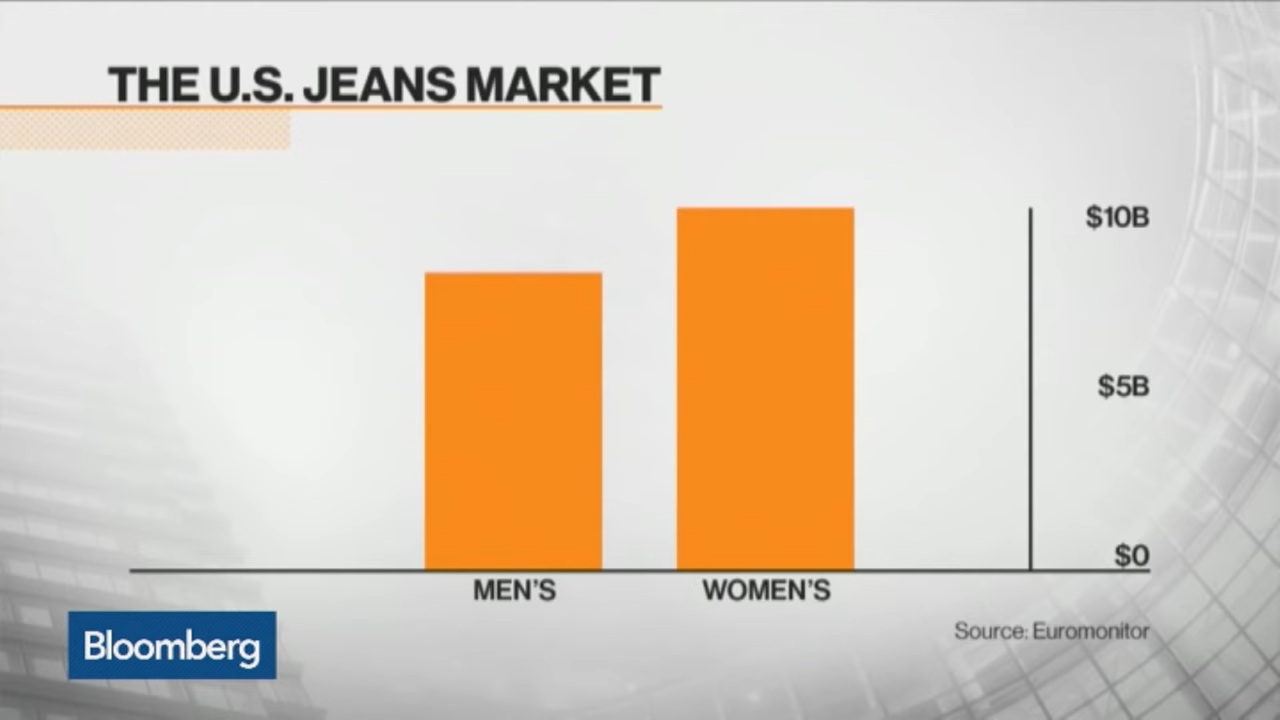 THE U.S. JEANS MARKET
$10B
$5B
$0
MEN'S
WOMEN'S
Source: Euromonitor
Bloomberg